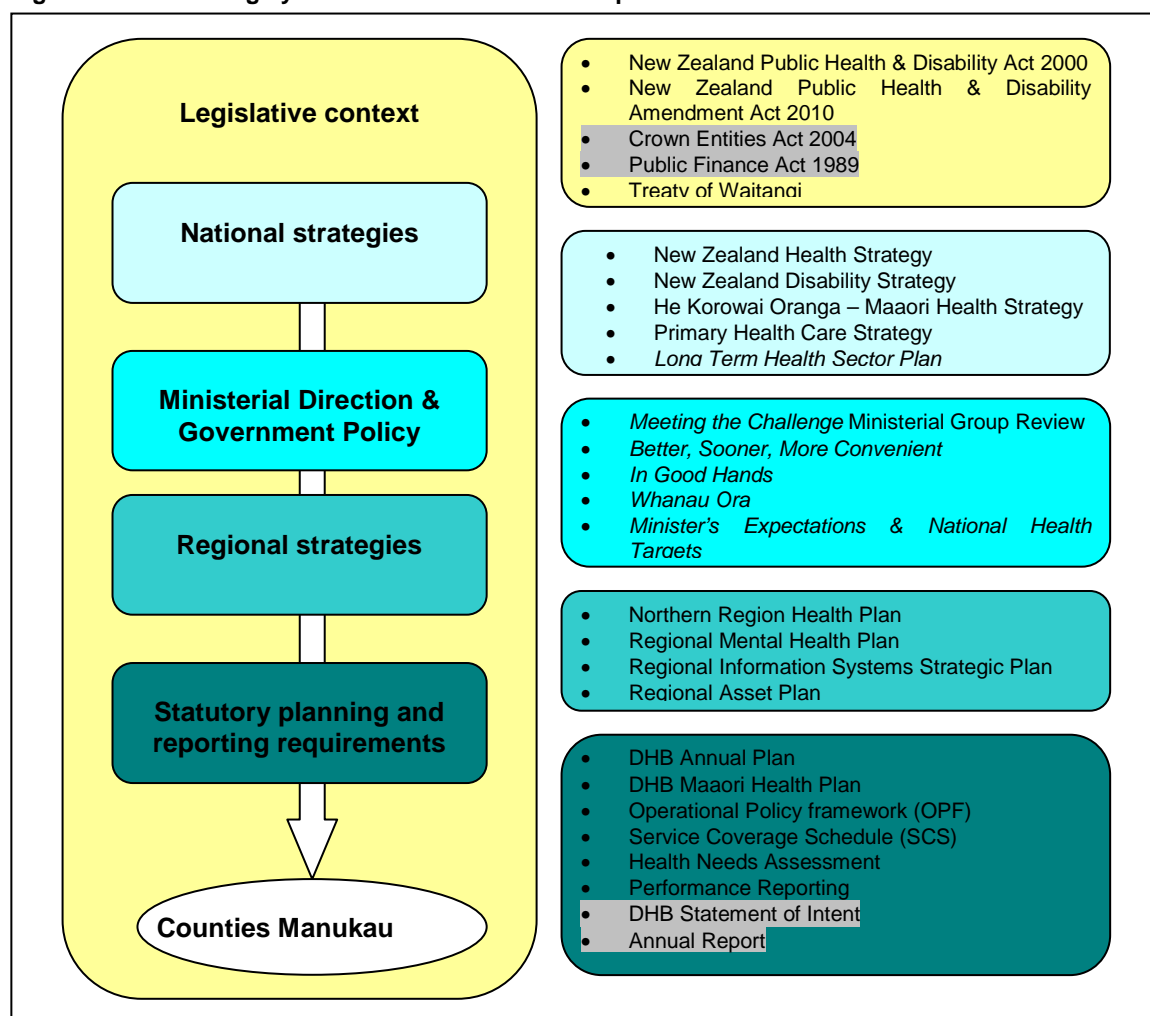 Legislative context
National strategies
Ministerial Direction &
Government Policy
Regional strategies
Statutory planning and
reporting requirements
Counties Manukau
• New Zealand Public Health & Disability Act 2000
• New Zealand Public Health & Disability
Amendment Act 2010
• Crown Entities Act 2004
• Public Finance Act 1989
• Treaty of Waitangi
• New Zealand Health Strategy
• New Zealand Disability Strategy
• He Korowai Oranga – Maaori Health Strategy
• Primary Health Care Strategy
• Long Term Health Sector Plan
• Meeting the Challenge Ministerial Group Review
• Better, Sooner, More Convenient
• In Good Hands
• Whanau Ora
• Minister's Expectations & National Health
Targets
• Northern Region Health Plan
• Regional Mental Health Plan
• Regional Information Systems Strategic Plan
• Regional Asset Plan
• DHB Annual Plan
• DHB Maaori Health Plan
• Operational Policy framework (OPF)
• Service Coverage Schedule (SCS)
• Health Needs Assessment
• Performance Reporting
• DHB Statement of Intent
• Annual Report